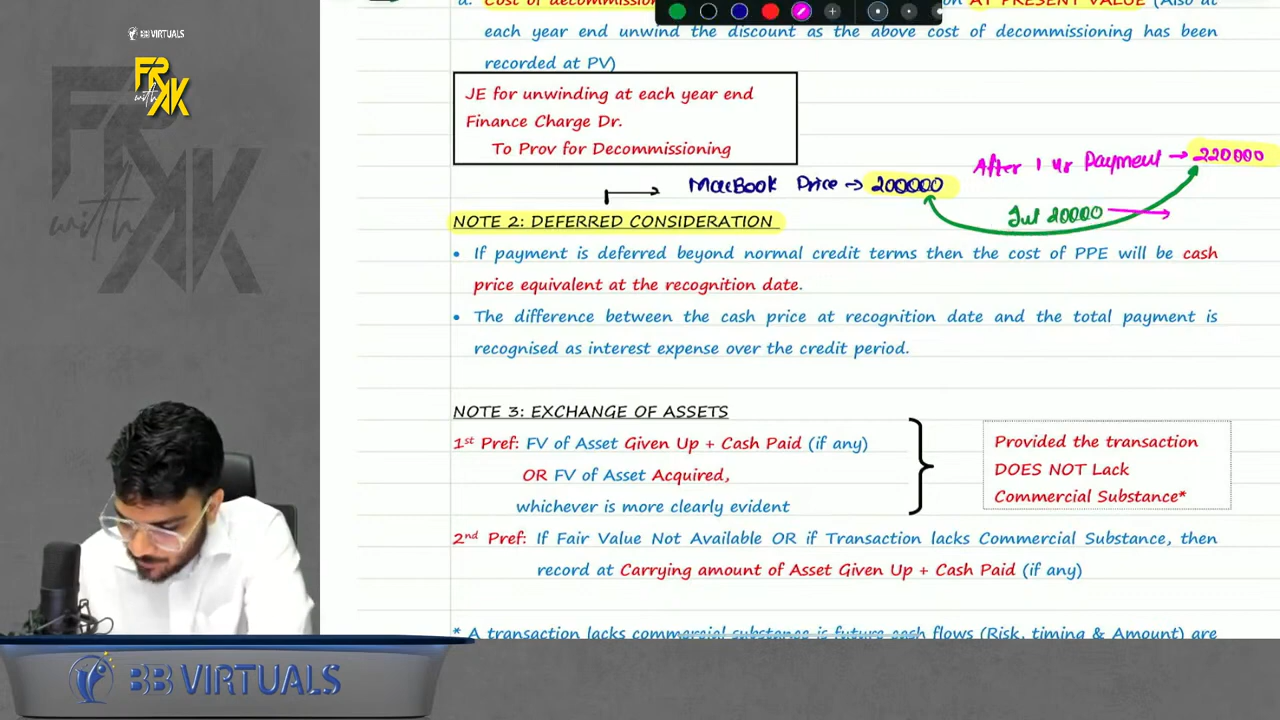 BB VIRTUALS
FR with AK
FR with AK
a. Cost of decommissio on AT PRESENT VALUE (Also at
each year end unwind the discount as the above cost of decommissioning has been
recorded at PV)
JE for unwinding at each year end
Finance Charge Dr.
To Prov for Decommissioning
After 1 yr Payment → 220000
MacBook Price → 200000
Int 20000
NOTE 2: DEFERRED CONSIDERATION
• If payment is deferred beyond normal credit terms then the cost of PPE will be cash
price equivalent at the recognition date.
• The difference between the cash price at recognition date and the total payment is
recognised as interest expense over the credit period.
NOTE 3: EXCHANGE OF ASSETS
1st Pref: FV of Asset Given Up + Cash Paid (if any)
OR FV of Asset Acquired,
whichever is more clearly evident
Provided the transaction
DOES NOT Lack
Commercial Substance*
2nd Pref: If Fair Value Not Available OR if Transaction lacks Commercial Substance, then
record at Carrying amount of Asset Given Up + Cash Paid (if any)
* A transaction lacks commercial substance is future cash flows (Risk, timing & Amount) are
BB VIRTUALS